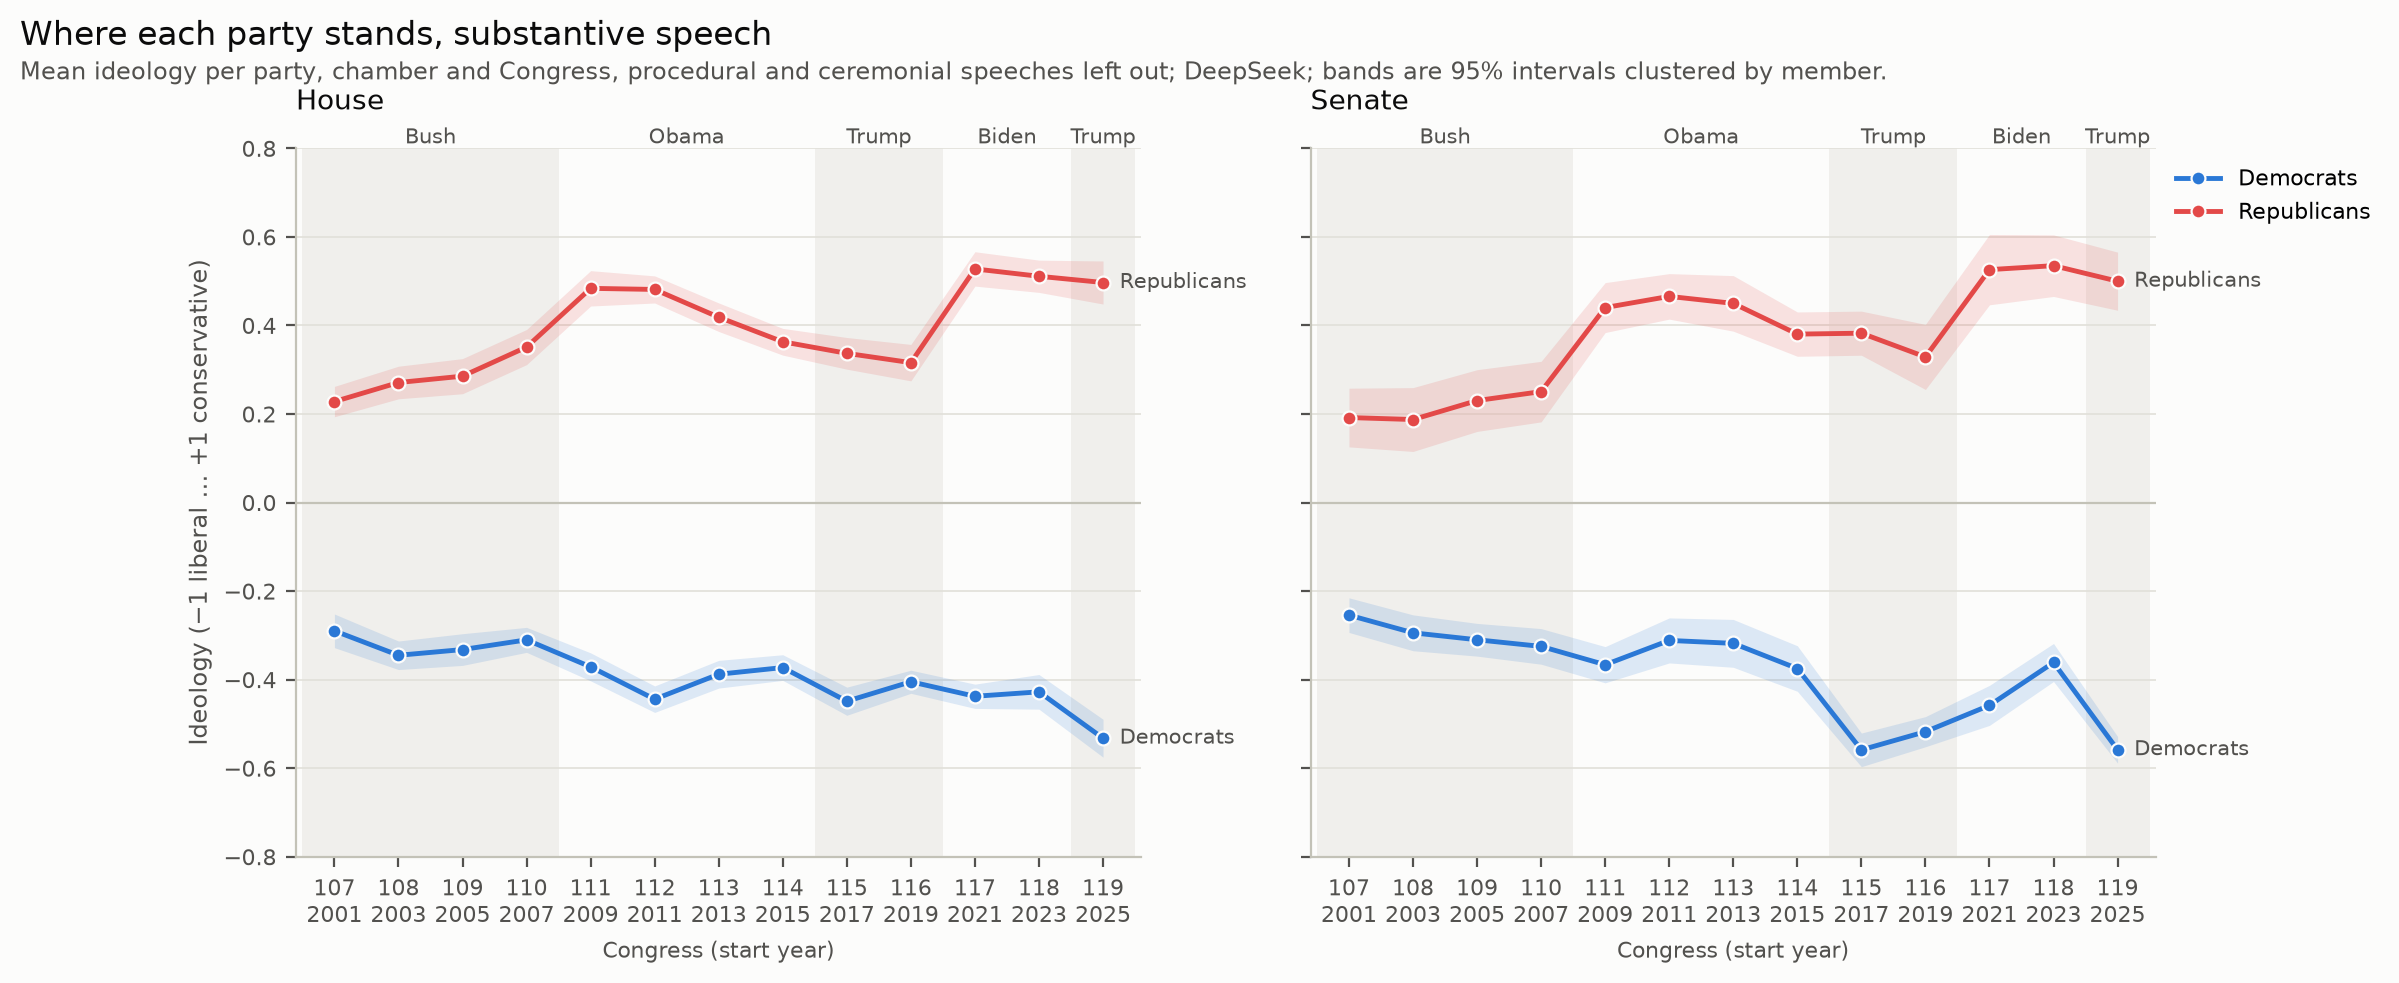 Where each party stands, substantive speech
Mean ideology per party, chamber and Congress, procedural and ceremonial speeches left out; DeepSeek; bands are 95% intervals clustered by member.
House
Bush Obama Trump Biden Trump
Ideology (−1 liberal ... +1 conservative)
0.8
0.6
0.4
0.2
0.0
−0.2
−0.4
−0.6
−0.8
Republicans
Democrats
107 108 109 110 111 112 113 114 115 116 117 118 119
2001 2003 2005 2007 2009 2011 2013 2015 2017 2019 2021 2023 2025
Congress (start year)
Senate
Bush Obama Trump Biden Trump
Republicans
Democrats
107 108 109 110 111 112 113 114 115 116 117 118 119
2001 2003 2005 2007 2009 2011 2013 2015 2017 2019 2021 2023 2025
Congress (start year)
Democrats
Republicans